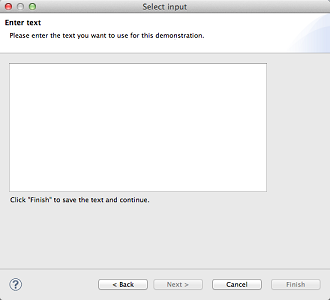 Select input
Enter text
Please enter the text you want to use for this demonstration.
Click "Finish" to save the text and continue.
?
< Back
Next >
Cancel
Finish